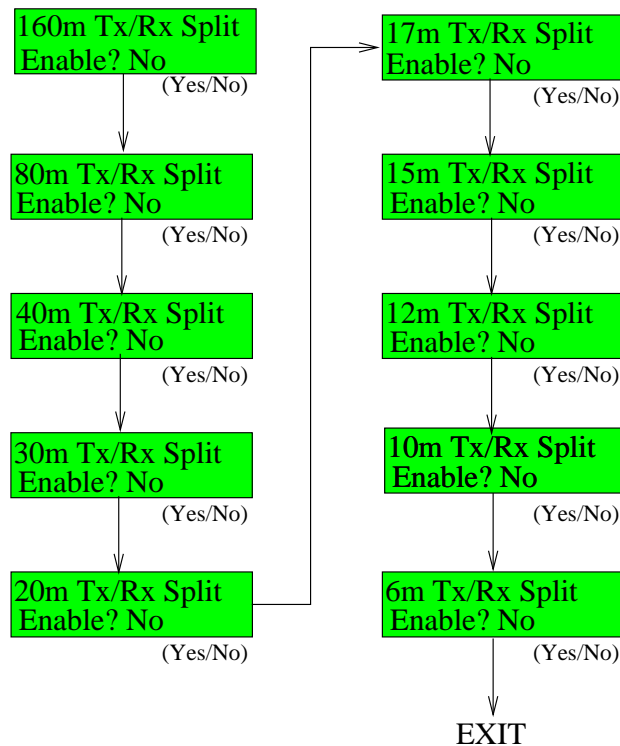 160m Tx/Rx Split
Enable? No
(Yes/No)
80m Tx/Rx Split
Enable? No
(Yes/No)
40m Tx/Rx Split
Enable? No
(Yes/No)
30m Tx/Rx Split
Enable? No
(Yes/No)
20m Tx/Rx Split
Enable? No
(Yes/No)
17m Tx/Rx Split
Enable? No
(Yes/No)
15m Tx/Rx Split
Enable? No
(Yes/No)
12m Tx/Rx Split
Enable? No
(Yes/No)
10m Tx/Rx Split
Enable? No
(Yes/No)
6m Tx/Rx Split
Enable? No
(Yes/No)
EXIT